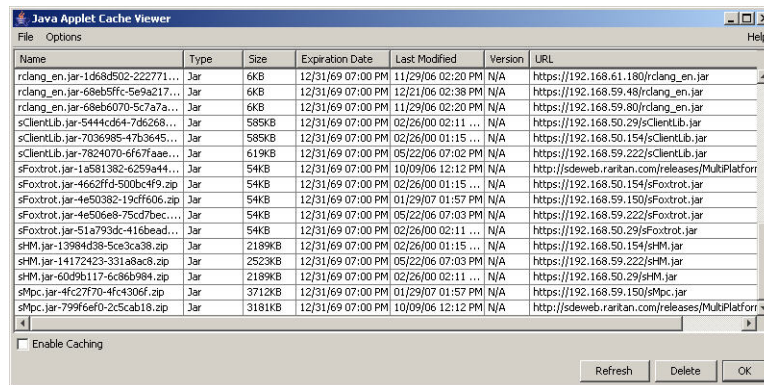 Java Applet Cache Viewer
File Options Help
Name Type Size Expiration Date Last Modified Version URL
rclang_en.jar-1d68d502-222771... Jar 6KB 12/31/69 07:00 PM 11/29/06 02:20 PM N/A https://192.168.61.180/rclang_en.jar
rclang_en.jar-68eb5ffc-5e9a217... Jar 6KB 12/31/69 07:00 PM 12/21/06 02:38 PM N/A https://192.168.59.48/rclang_en.jar
rclang_en.jar-68eb6070-5c7a7a... Jar 6KB 12/31/69 07:00 PM 11/29/06 02:20 PM N/A https://192.168.59.80/rclang_en.jar
sClientLib.jar-5444cd64-7d6268... Jar 585KB 12/31/69 07:00 PM 02/26/00 02:11 ... N/A https://192.168.50.29/sClientLib.jar
sClientLib.jar-7036985-47b3645... Jar 585KB 12/31/69 07:00 PM 02/26/00 01:15 ... N/A https://192.168.50.154/sClientLib.jar
sClientLib.jar-7824070-6f67faae... Jar 619KB 12/31/69 07:00 PM 05/22/06 07:02 PM N/A https://192.168.59.222/sClientLib.jar
sFoxtrot.jar-1a581382-6259a44... Jar 54KB 12/31/69 07:00 PM 10/09/06 12:12 PM N/A http://sdeweb.raritan.com/releases/MultiPlatforr
sFoxtrot.jar-4662ffd-500bc4f9.zip Jar 54KB 12/31/69 07:00 PM 02/26/00 01:15 ... N/A https://192.168.50.154/sFoxtrot.jar
sFoxtrot.jar-4e50382-19cff606.zip Jar 54KB 12/31/69 07:00 PM 01/29/07 01:57 PM N/A https://192.168.59.150/sFoxtrot.jar
sFoxtrot.jar-4e506e8-75cd7bec.... Jar 54KB 12/31/69 07:00 PM 05/22/06 07:03 PM N/A https://192.168.59.222/sFoxtrot.jar
sFoxtrot.jar-51a793dc-416bead... Jar 54KB 12/31/69 07:00 PM 02/26/00 02:11 ... N/A https://192.168.50.29/sFoxtrot.jar
sHM.jar-13984d38-5ce3ca38.zip Jar 2189KB 12/31/69 07:00 PM 02/26/00 01:15 ... N/A https://192.168.50.154/sHM.jar
sHM.jar-14172423-331a8ac8.zip Jar 2523KB 12/31/69 07:00 PM 05/22/06 07:03 PM N/A https://192.168.59.222/sHM.jar
sHM.jar-60d9b117-6c86b984.zip Jar 2189KB 12/31/69 07:00 PM 02/26/00 02:11 ... N/A https://192.168.50.29/sHM.jar
sMpc.jar-4fc27f70-4fc4306f.zip Jar 3712KB 12/31/69 07:00 PM 01/29/07 01:57 PM N/A https://192.168.59.150/sMpc.jar
sMpc.jar-799f6ef0-2c5cab18.zip Jar 3181KB 12/31/69 07:00 PM 10/09/06 12:12 PM N/A http://sdeweb.raritan.com/releases/MultiPlatforr
Enable Caching
Refresh Delete OK